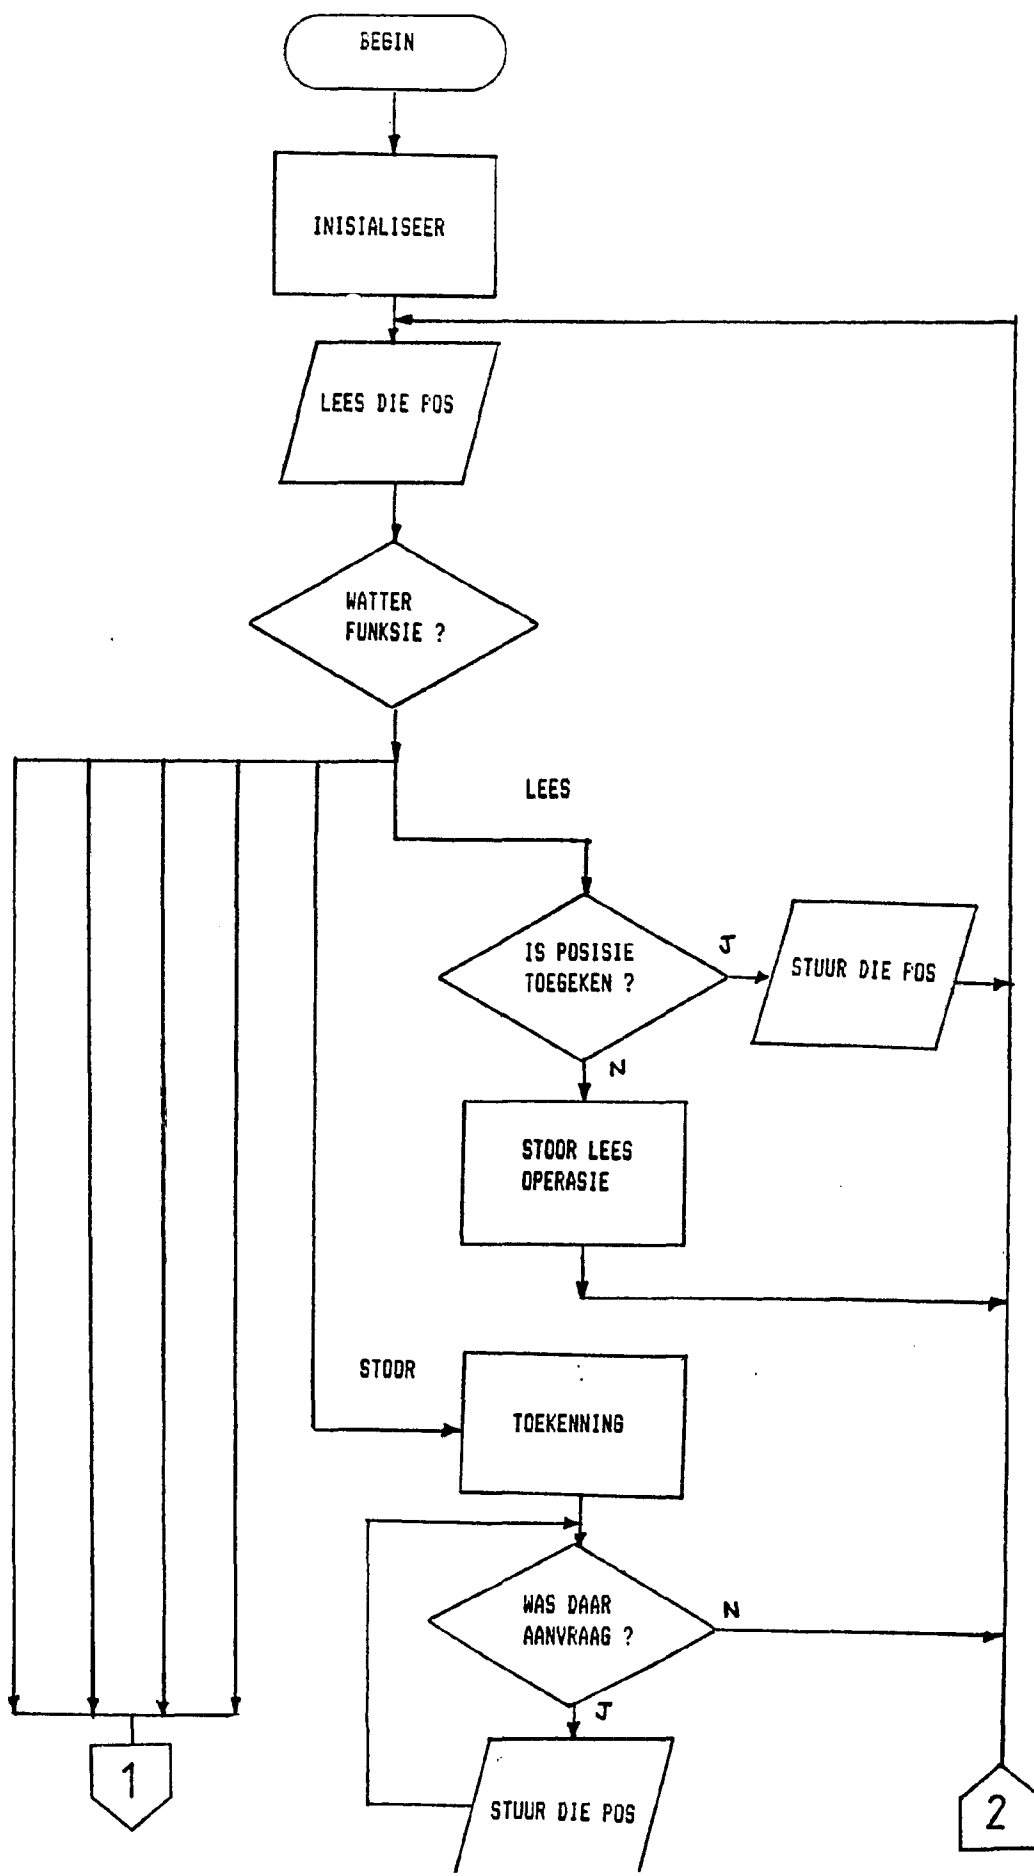 BEGIN
INISIALISEER
LEES DIE POS
WATTER
FUNKSIE ?
LEES
IS POSISIE
TOEGEKEN ?
J
STUUR DIE POS
N
STOOR LEES
OPERASIE
STOOR
TOEKENNING
WAS DAAR
AANVRAAG ?
N
J
STUUR DIE POS
1
2